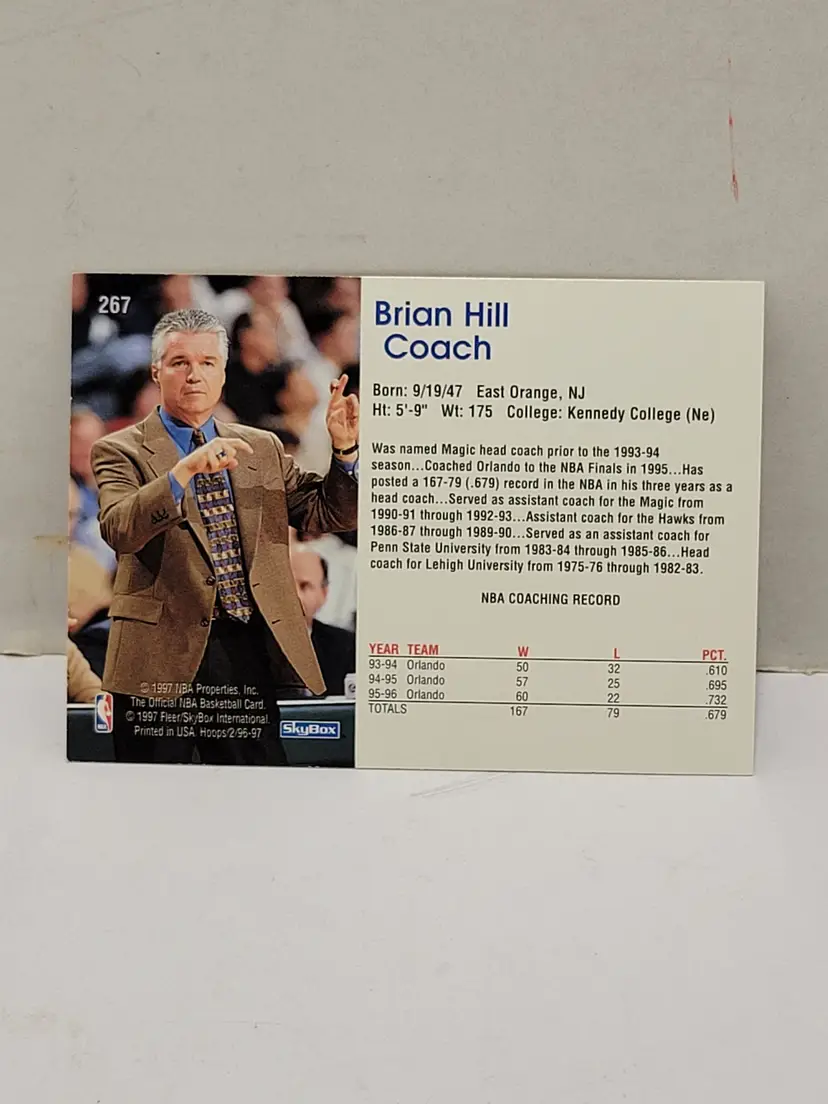 267
Brian Hill
Coach
Born: 9/19/47 East Orange, NJ
Ht: 5'-9" Wt: 175 College: Kennedy College (Ne)
Was named Magic head coach prior to the 1993-94
season...Coached Orlando to the NBA Finals in 1995...Has
posted a 167-79 (.679) record in the NBA in his three years as a
head coach...Served as assistant coach for the Magic from
1990-91 through 1992-93...Assistant coach for the Hawks from
1986-87 through 1989-90...Served as an assistant coach for
Penn State University from 1983-84 through 1985-86...Head
coach for Lehigh University from 1975-76 through 1982-83.
NBA COACHING RECORD
YEAR TEAM W L PCT.
93-94 Orlando 50 32 .610
94-95 Orlando 57 25 .695
95-96 Orlando 60 22 .732
TOTALS 167 79 .679
© 1997 NBA Properties, Inc.
The Official NBA Basketball Card.
© 1997 Fleer/SkyBox International.
Printed in USA. Hoops/2/96-97
NBA
SkyBox